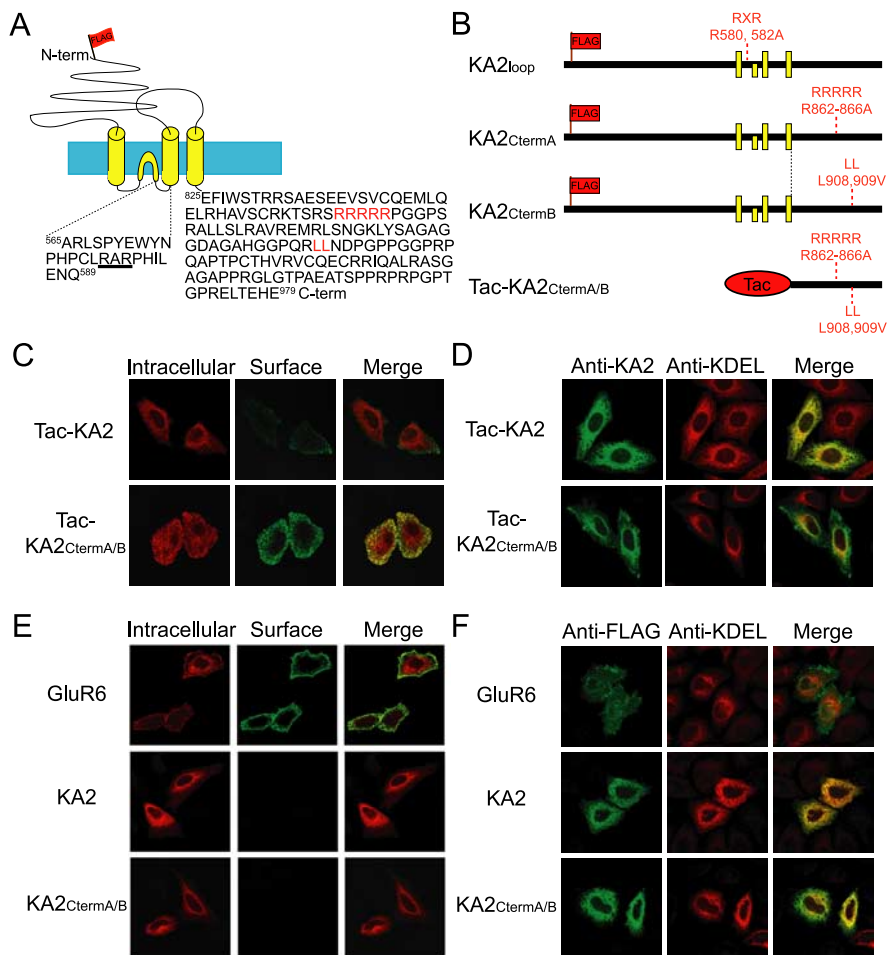 A
FLAG
N-term
825EFIWSTRRSAESEEVSVCQEMLQ
ELRHAVSCRKTSRSRRRRRPGGPS
RALLSLRAVREMRLSNGKLYSAGAG
GDAGAHGGPQRLLNDPGPPGGPRP
QAPTPCTHVRVCQECRRIQALRASG
AGAPPRGLGTPAEATSPPRPRPGPT
GPRELTEHE979 C-term
565ARLSPYEWYN
PHPCLRARPHIL
ENQ589
B
RXR
R580, 582A
FLAG
KA2loop
RRRRR
R862-866A
FLAG
KA2CtermA
LL
L908,909V
FLAG
KA2CtermB
RRRRR
R862-866A
Tac-KA2CtermA/B
Tac
LL
L908,909V
C
Intracellular Surface Merge
Tac-KA2
Tac-
KA2CtermA/B
D
Anti-KA2 Anti-KDEL Merge
Tac-KA2
Tac-
KA2CtermA/B
E
Intracellular Surface Merge
GluR6
KA2
KA2CtermA/B
F
Anti-FLAG Anti-KDEL Merge
GluR6
KA2
KA2CtermA/B